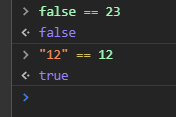 > false == 23
< false
> "12" == 12
< true
>